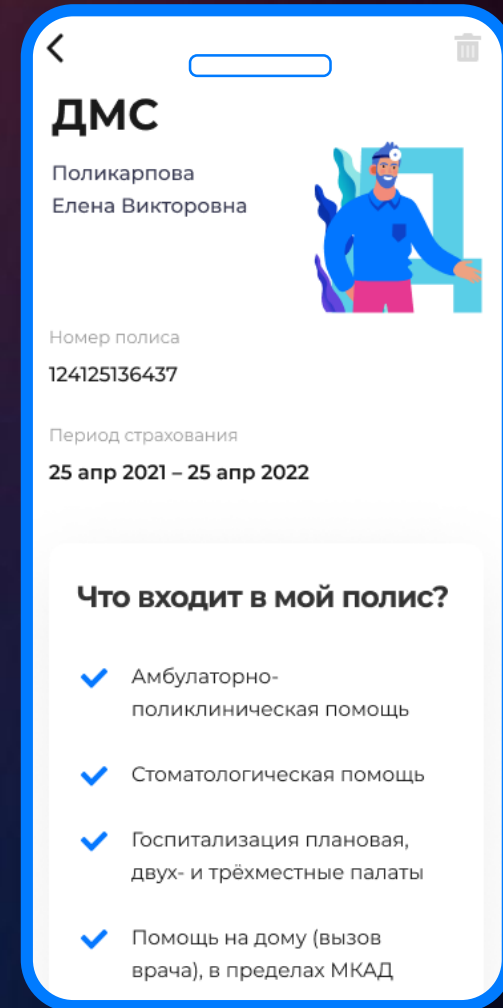 ДМС
Поликарпова
Елена Викторовна
Номер полиса
124125136437
Период страхования
25 апр 2021 – 25 апр 2022
Что входит в мой полис?
Амбулаторно-
поликлиническая помощь
Стоматологическая помощь
Госпитализация плановая,
двух- и трёхместные палаты
Помощь на дому (вызов
врача), в пределах МКАД